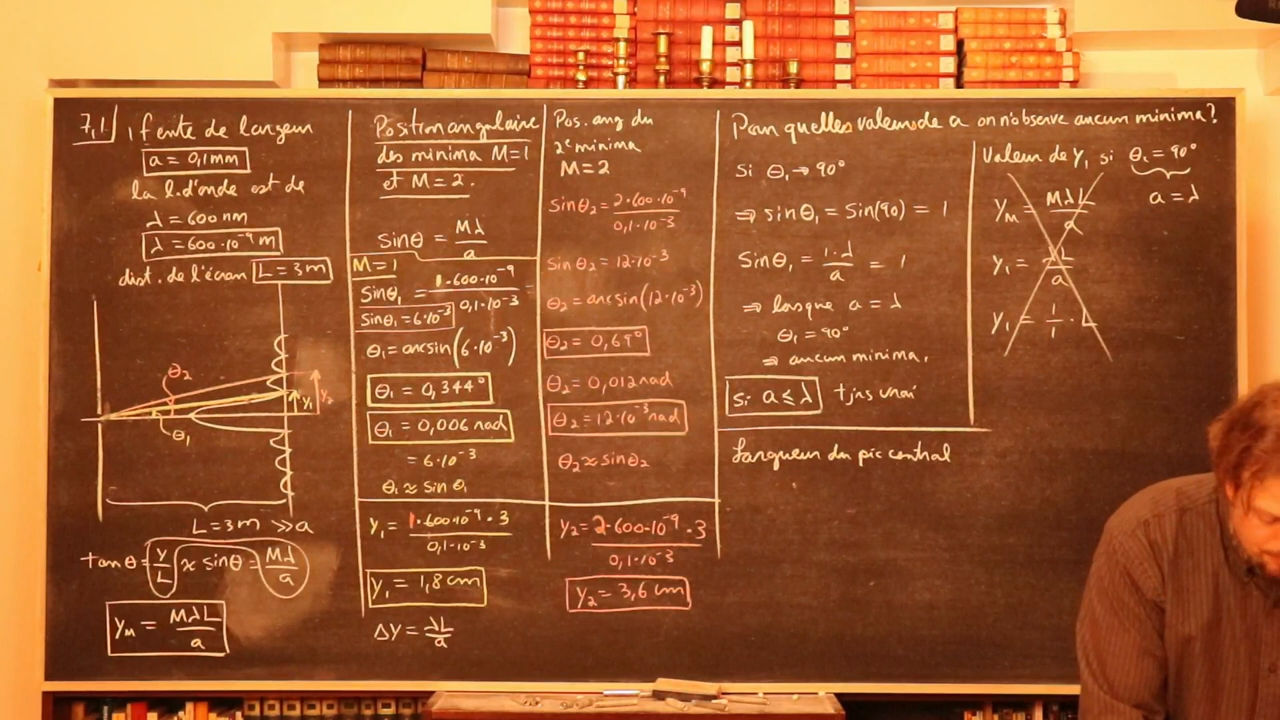 7,1 1 fente de largeur
a = 0,1 mm
la l. d'onde est de
λ = 600 nm
λ = 600·10⁻⁹ m
dist. de l'écran L = 3 m
θ₂
y₁ y₂
θ₁
L = 3 m >> a
tan θ = y/L ≈ sin θ = Mλ/a
y_M = MλL/a
Position angulaire
des minima M=1
et M=2.
sin θ = Mλ/a
M=1
Sinθ₁ = 1·600·10⁻⁹/0,1·10⁻³
Sinθ₁ = 6·10⁻³
θ₁ = arcsin(6·10⁻³)
θ₁ = 0,344°
θ₁ = 0,006 rad
= 6·10⁻³
θ₁ ≈ sin θ₁
y₁ = 1·600·10⁻⁹·3/0,1·10⁻³
y₁ = 1,8 cm
Δy = λL/a
Pos. ang du
2e minima
M=2
sinθ₂ = 2·600·10⁻⁹/0,1·10⁻³
sinθ₂ = 12·10⁻³
θ₂ = arcsin(12·10⁻³)
θ₂ = 0,69°
θ₂ = 0,012 rad
θ₂ = 12·10⁻³ rad
θ₂ ≈ sinθ₂
y₂ = 2·600·10⁻⁹·3/0,1·10⁻³
y₂ = 3,6 cm
Pour quelles valeurs de a on n'observe aucun minima?
Si θ₁ → 90°
⇒ sinθ₁ = Sin(90) = 1
Sinθ₁ = 1·λ/a = 1
⇒ lorsque a = λ
θ₁ = 90°
⇒ aucun minima,
si a ≤ λ tjrs vrai
Valeur de y₁ si θ₁ = 90°
a = λ
y_M = MλL/a
y₁ = L/a
y₁ = 1/1 · L
Largueur du pic central